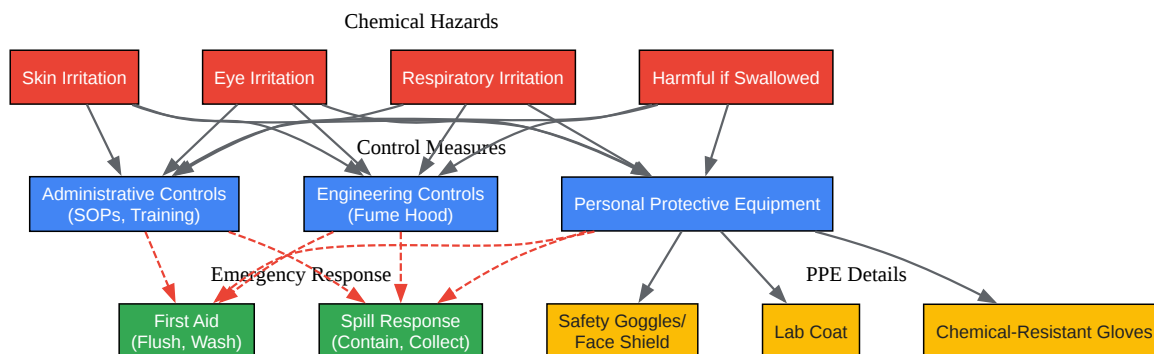 Chemical Hazards
Skin Irritation
Eye Irritation
Respiratory Irritation
Harmful if Swallowed
Control Measures
Administrative Controls
(SOPs, Training)
Engineering Controls
(Fume Hood)
Personal Protective Equipment
Emergency Response
PPE Details
First Aid
(Flush, Wash)
Spill Response
(Contain, Collect)
Safety Goggles/
Face Shield
Lab Coat
Chemical-Resistant Gloves